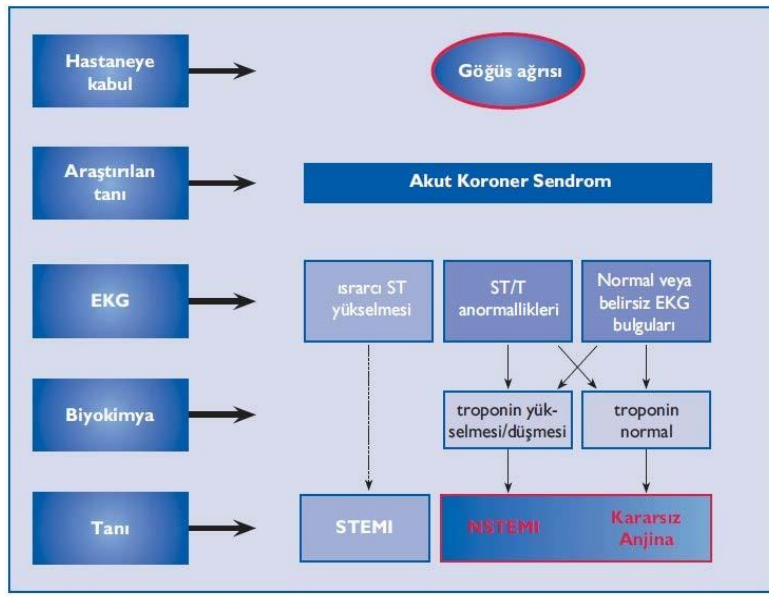 Hastaneye
kabul
Göğüs ağrısı
Araştırılan
tanı
Akut Koroner Sendrom
EKG
ısrarcı ST
yükselmesi
ST/T
anormallikleri
Normal veya
belirsiz EKG
bulguları
Biyokimya
troponin yük-
selmesi/düşmesi
troponin
normal
Tanı
STEMI
NSTEMI
Kararsız
Anjina